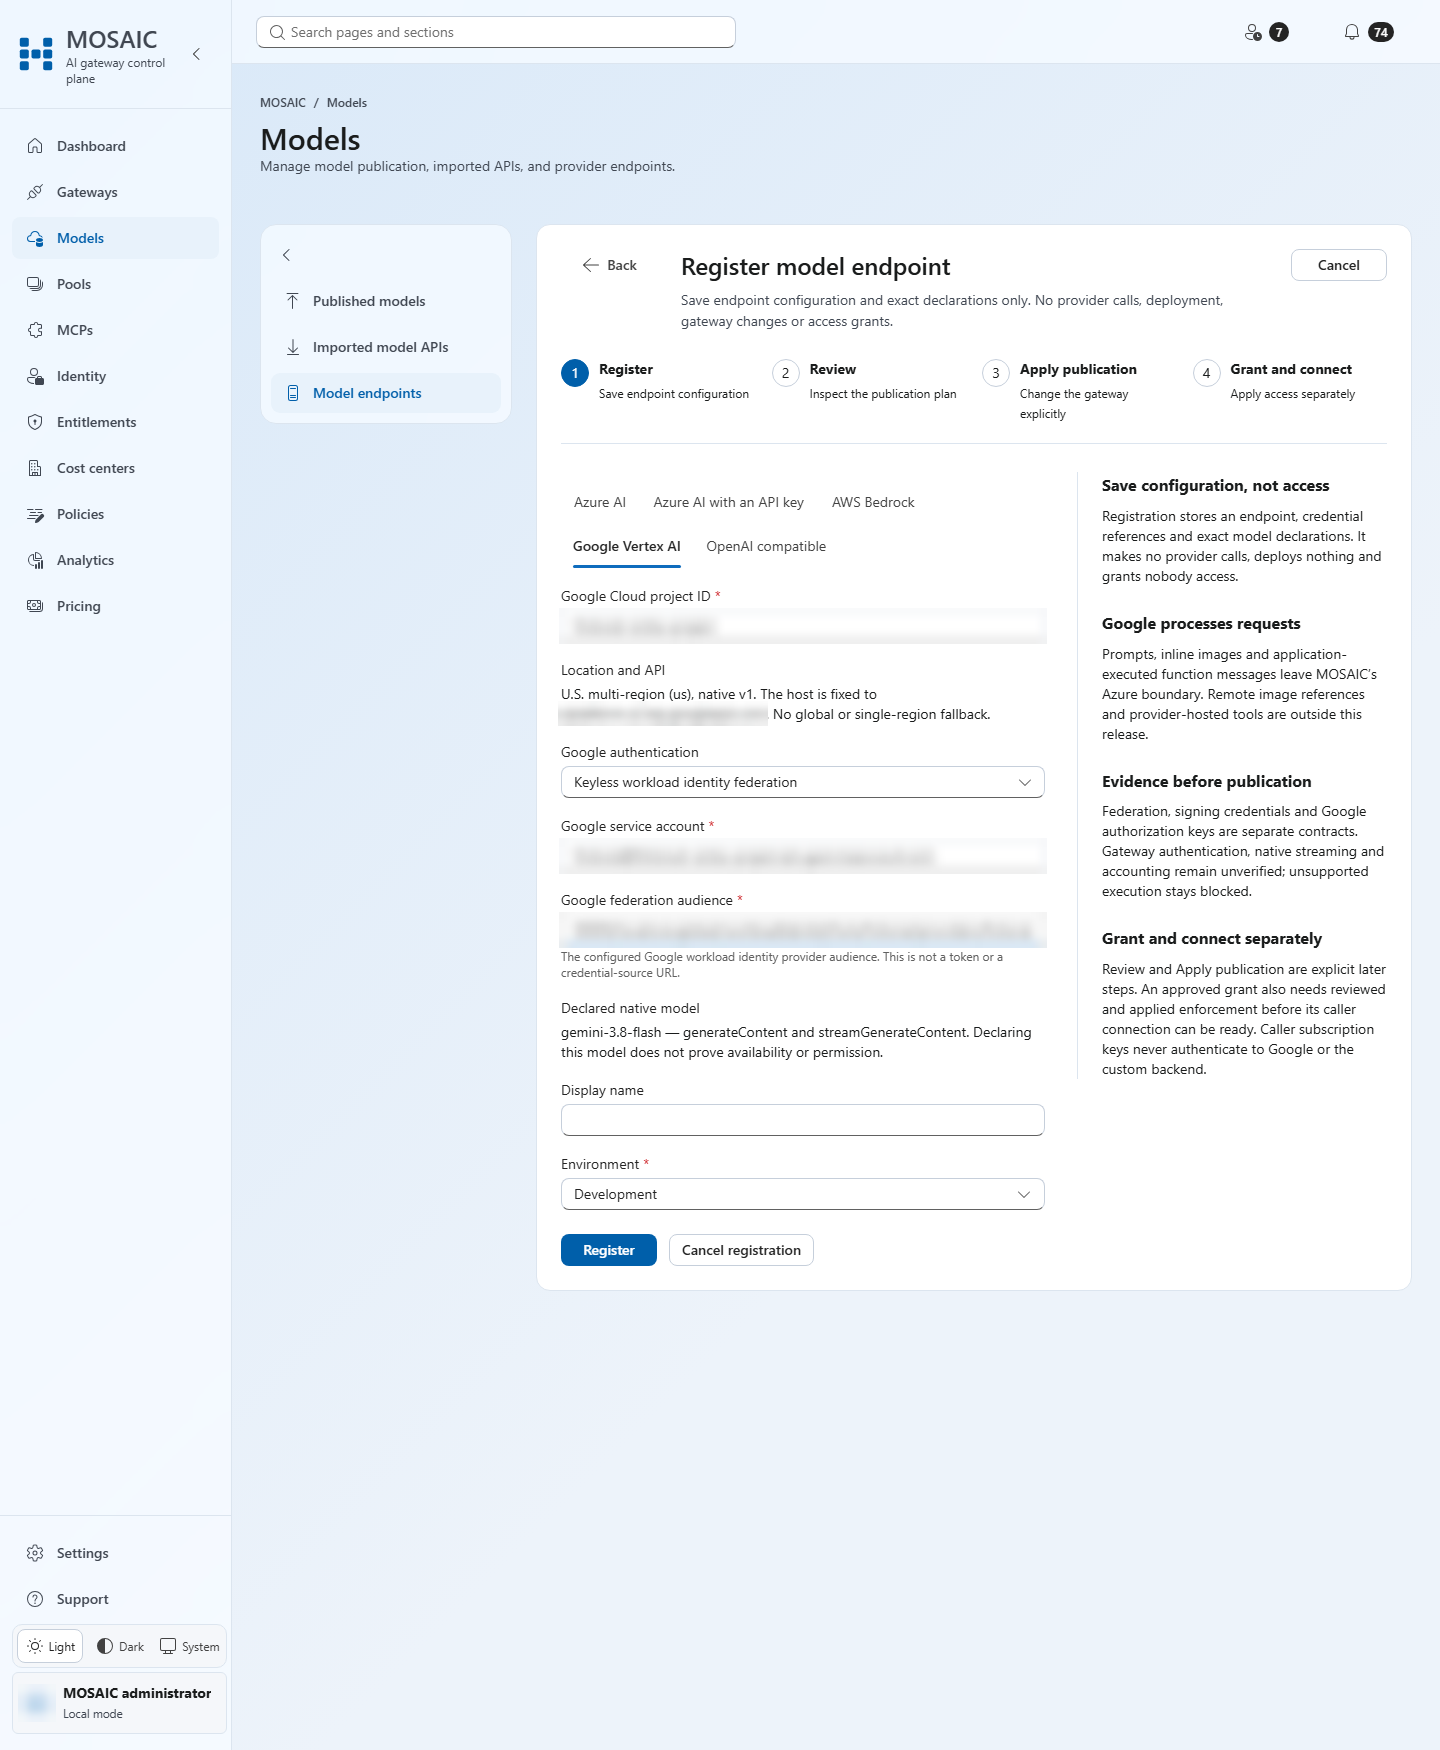 MOSAIC
AI gateway control
plane
Search pages and sections
7
74
Dashboard
Gateways
Models
Pools
MCPs
Identity
Entitlements
Cost centers
Policies
Analytics
Pricing
Settings
Support
Light
Dark
System
MOSAIC administrator
Local mode
MOSAIC / Models
Models
Manage model publication, imported APIs, and provider endpoints.
Published models
Imported model APIs
Model endpoints
Back
Register model endpoint
Cancel
Save endpoint configuration and exact declarations only. No provider calls, deployment,
gateway changes or access grants.
1
Register
Save endpoint configuration
2
Review
Inspect the publication plan
3
Apply publication
Change the gateway
explicitly
4
Grant and connect
Apply access separately
Azure AI
Azure AI with an API key
AWS Bedrock
Google Vertex AI
OpenAI compatible
Google Cloud project ID *
Location and API
U.S. multi-region (us), native v1. The host is fixed to
. No global or single-region fallback.
Google authentication
Keyless workload identity federation
Google service account *
Google federation audience *
The configured Google workload identity provider audience. This is not a token or a
credential-source URL.
Declared native model
gemini-3.8-flash — generateContent and streamGenerateContent. Declaring
this model does not prove availability or permission.
Display name
Environment *
Development
Register
Cancel registration
Save configuration, not access
Registration stores an endpoint, credential
references and exact model declarations. It
makes no provider calls, deploys nothing and
grants nobody access.
Google processes requests
Prompts, inline images and application-
executed function messages leave MOSAIC's
Azure boundary. Remote image references
and provider-hosted tools are outside this
release.
Evidence before publication
Federation, signing credentials and Google
authorization keys are separate contracts.
Gateway authentication, native streaming and
accounting remain unverified; unsupported
execution stays blocked.
Grant and connect separately
Review and Apply publication are explicit later
steps. An approved grant also needs reviewed
and applied enforcement before its caller
connection can be ready. Caller subscription
keys never authenticate to Google or the
custom backend.